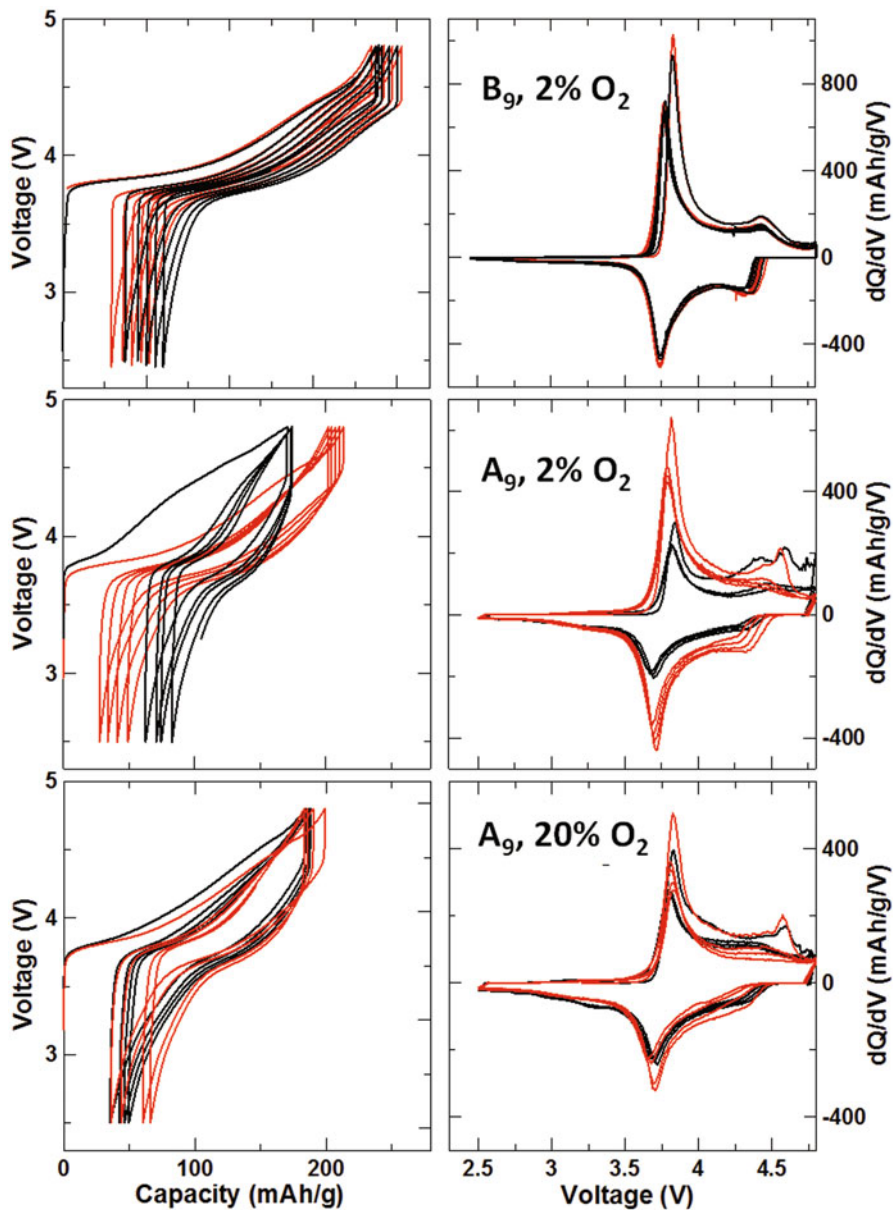 5
4
3
Voltage (V)
B9, 2% O2
800
400
0
-400
dQ/dV (mAh/g/V)
5
4
3
Voltage (V)
A9, 2% O2
400
0
-400
dQ/dV (mAh/g/V)
5
4
3
Voltage (V)
A9, 20% O2
400
0
-400
dQ/dV (mAh/g/V)
0 100 200
Capacity (mAh/g)
2.5 3 3.5 4 4.5
Voltage (V)